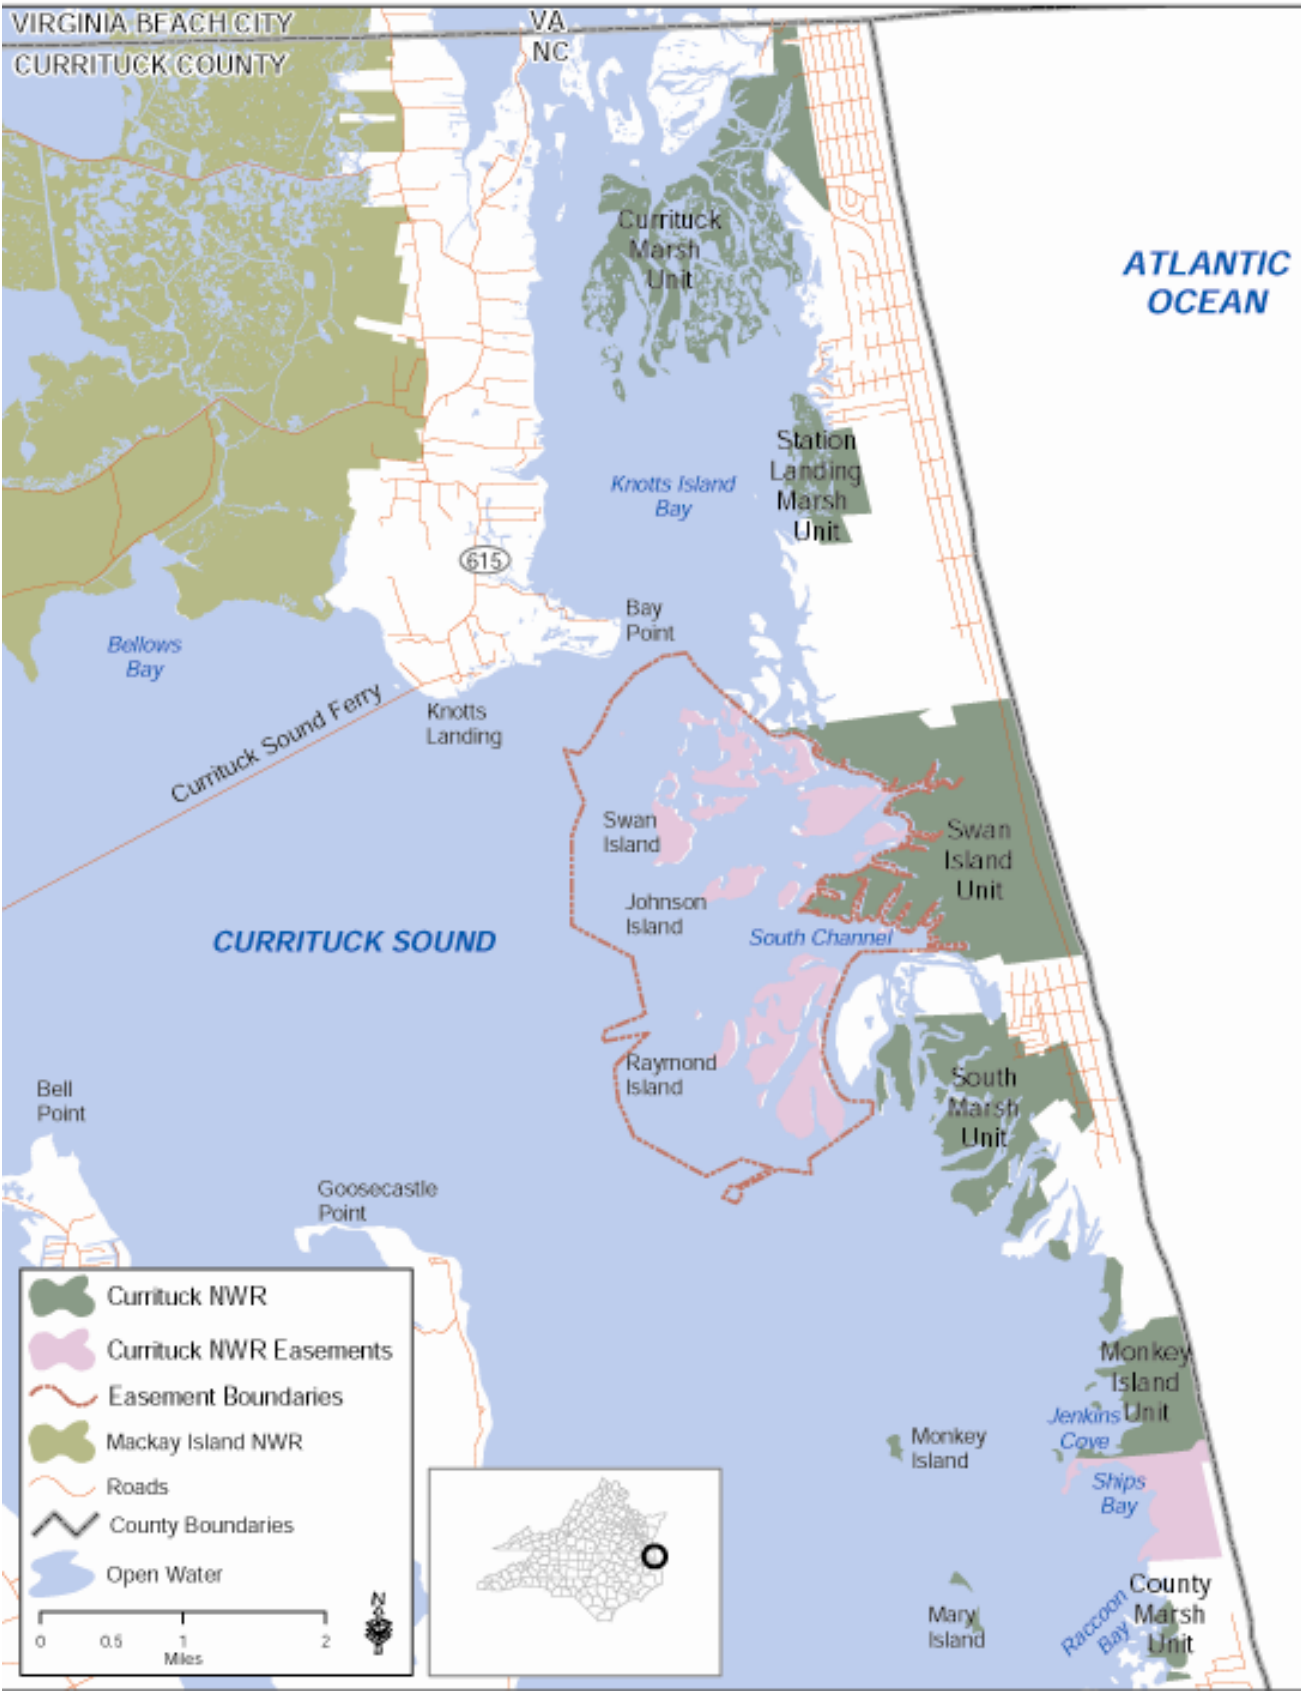 VIRGINIA BEACH CITY
VA
CURRITUCK COUNTY
NC
Currituck
Marsh
Unit
ATLANTIC
OCEAN
Station
Landing
Marsh
Unit
Knotts Island
Bay
615
Bay
Point
Bellows
Bay
Currituck Sound Ferry
Knotts
Landing
Swan
Island
Swan
Island
Unit
Johnson
Island
South Channel
CURRITUCK SOUND
Raymond
Island
South
Marsh
Unit
Bell
Point
Goosecastle
Point
Monkey
Island
Unit
Jenkins
Cove
Monkey
Island
Ships
Bay
County
Marsh
Unit
Raccoon
Bay
Mary
Island
Currituck NWR
Currituck NWR Easements
Easement Boundaries
Mackay Island NWR
Roads
County Boundaries
Open Water
N
0 0.5 1 2
Miles